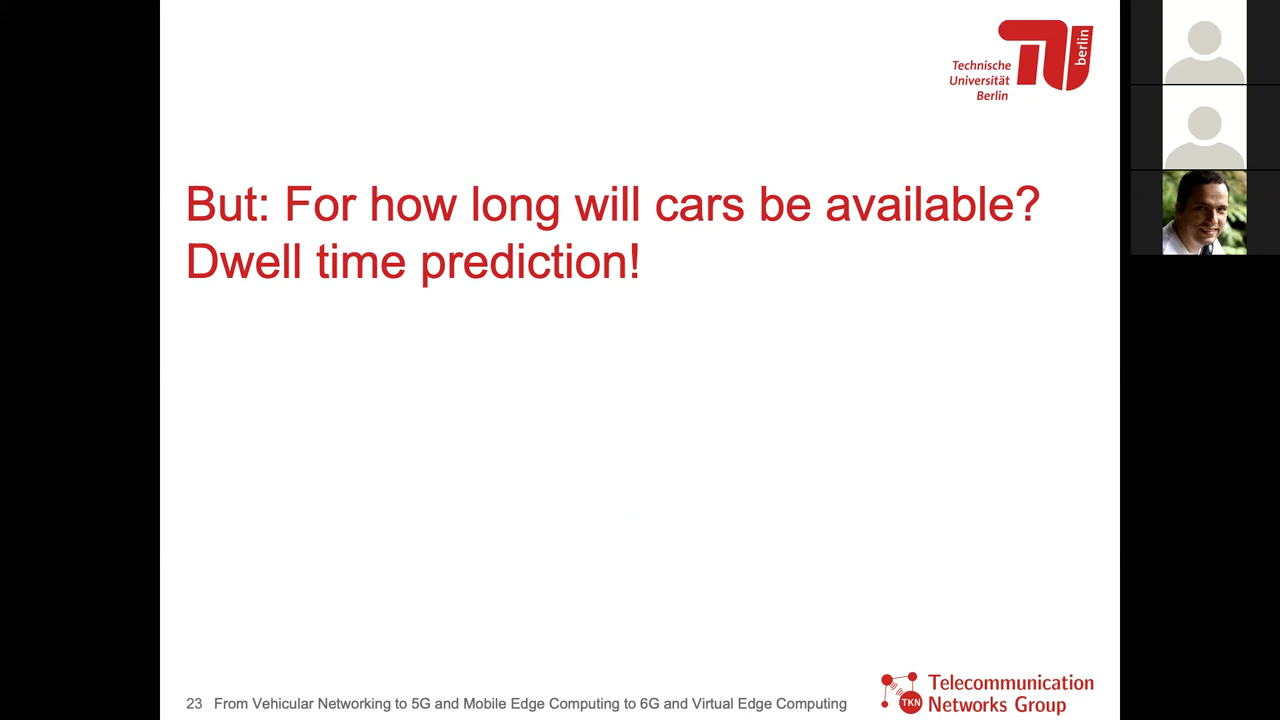 Technische
Universität
Berlin
berlin
But: For how long will cars be available?
Dwell time prediction!
23 From Vehicular Networking to 5G and Mobile Edge Computing to 6G and Virtual Edge Computing
TKN
Telecommunication
Networks Group